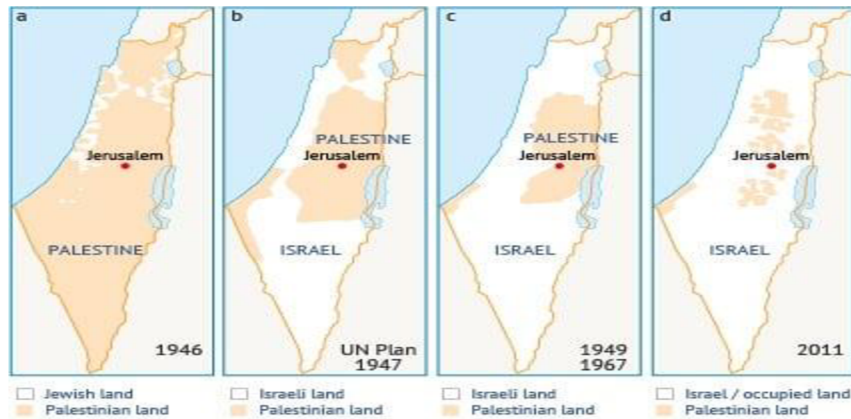 a
Jerusalem
PALESTINE
1946
Jewish land
Palestinian land
b
PALESTINE
Jerusalem
ISRAEL
UN Plan
1947
Israeli land
Palestinian land
c
PALESTINE
Jerusalem
ISRAEL
1949
1967
Israeli land
Palestinian land
d
Jerusalem
ISRAEL
2011
Israel / occupied land
Palestinian land